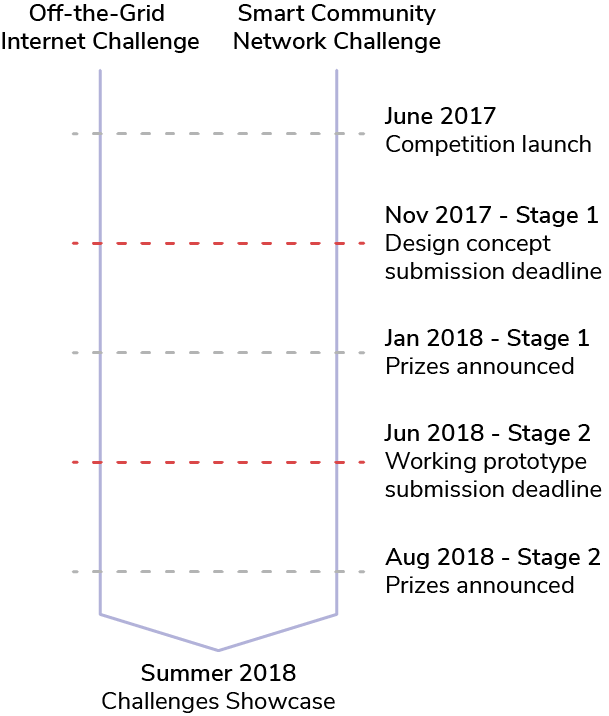 Off-the-Grid
Internet Challenge
Smart Community
Network Challenge
June 2017
Competition launch
Nov 2017 - Stage 1
Design concept
submission deadline
Jan 2018 - Stage 1
Prizes announced
Jun 2018 - Stage 2
Working prototype
submission deadline
Aug 2018 - Stage 2
Prizes announced
Summer 2018
Challenges Showcase